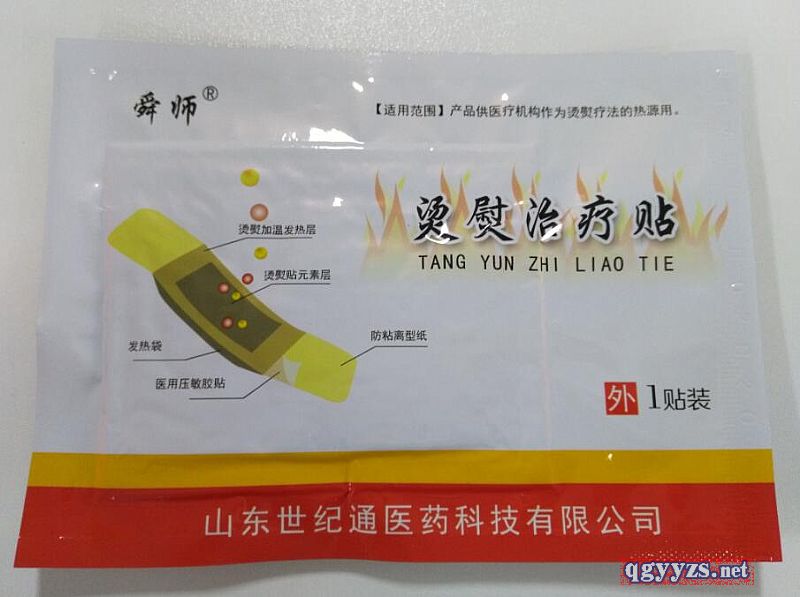 舜师®
【适用范围】产品供医疗机构作为烫熨疗法的热源用。
烫熨治疗贴
TANG YUN ZHI LIAO TIE
烫熨加温发热层
烫熨贴元素层
发热袋
防粘离型纸
医用压敏胶贴
外 1贴装
山东世纪通医药科技有限公司
qgyyzs.net